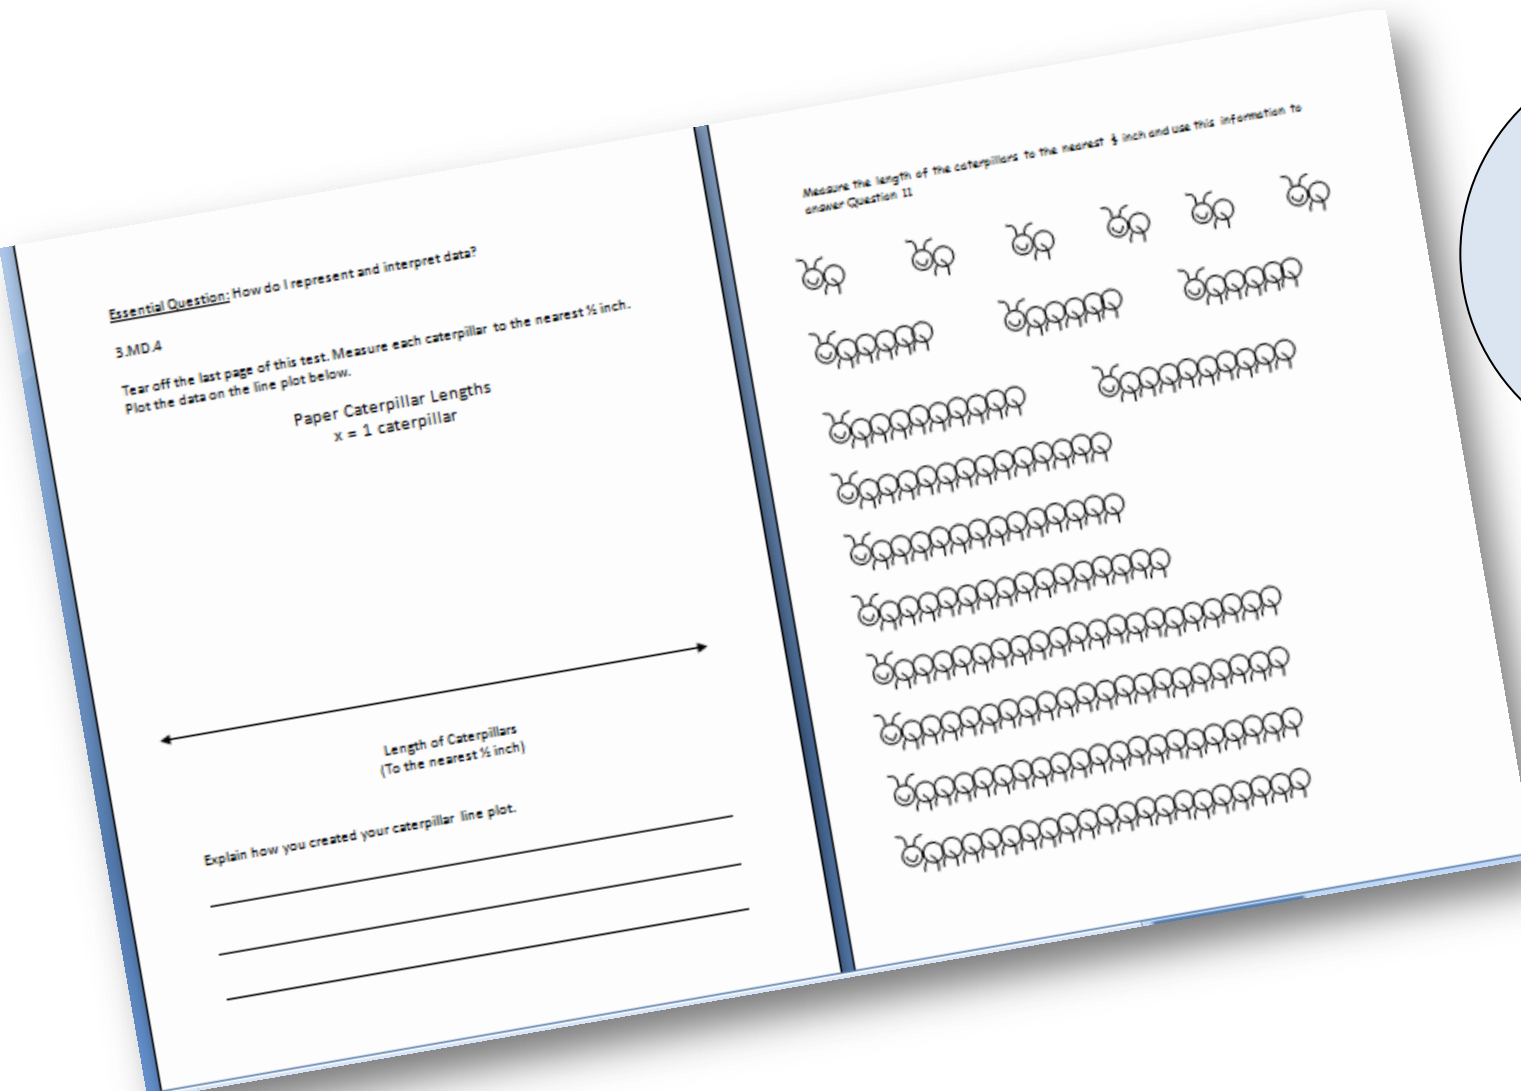 Essential Question: How do I represent and interpret data?
3.MD.4
Tear off the last page of this test. Measure each caterpillar to the nearest ½ inch.
Plot the data on the line plot below.
Paper Caterpillar Lengths
x = 1 caterpillar
Length of Caterpillars
(To the nearest ½ inch)
Explain how you created your caterpillar line plot.
Measure the length of the caterpillars to the nearest ½ inch and use this information to
answer Question 11